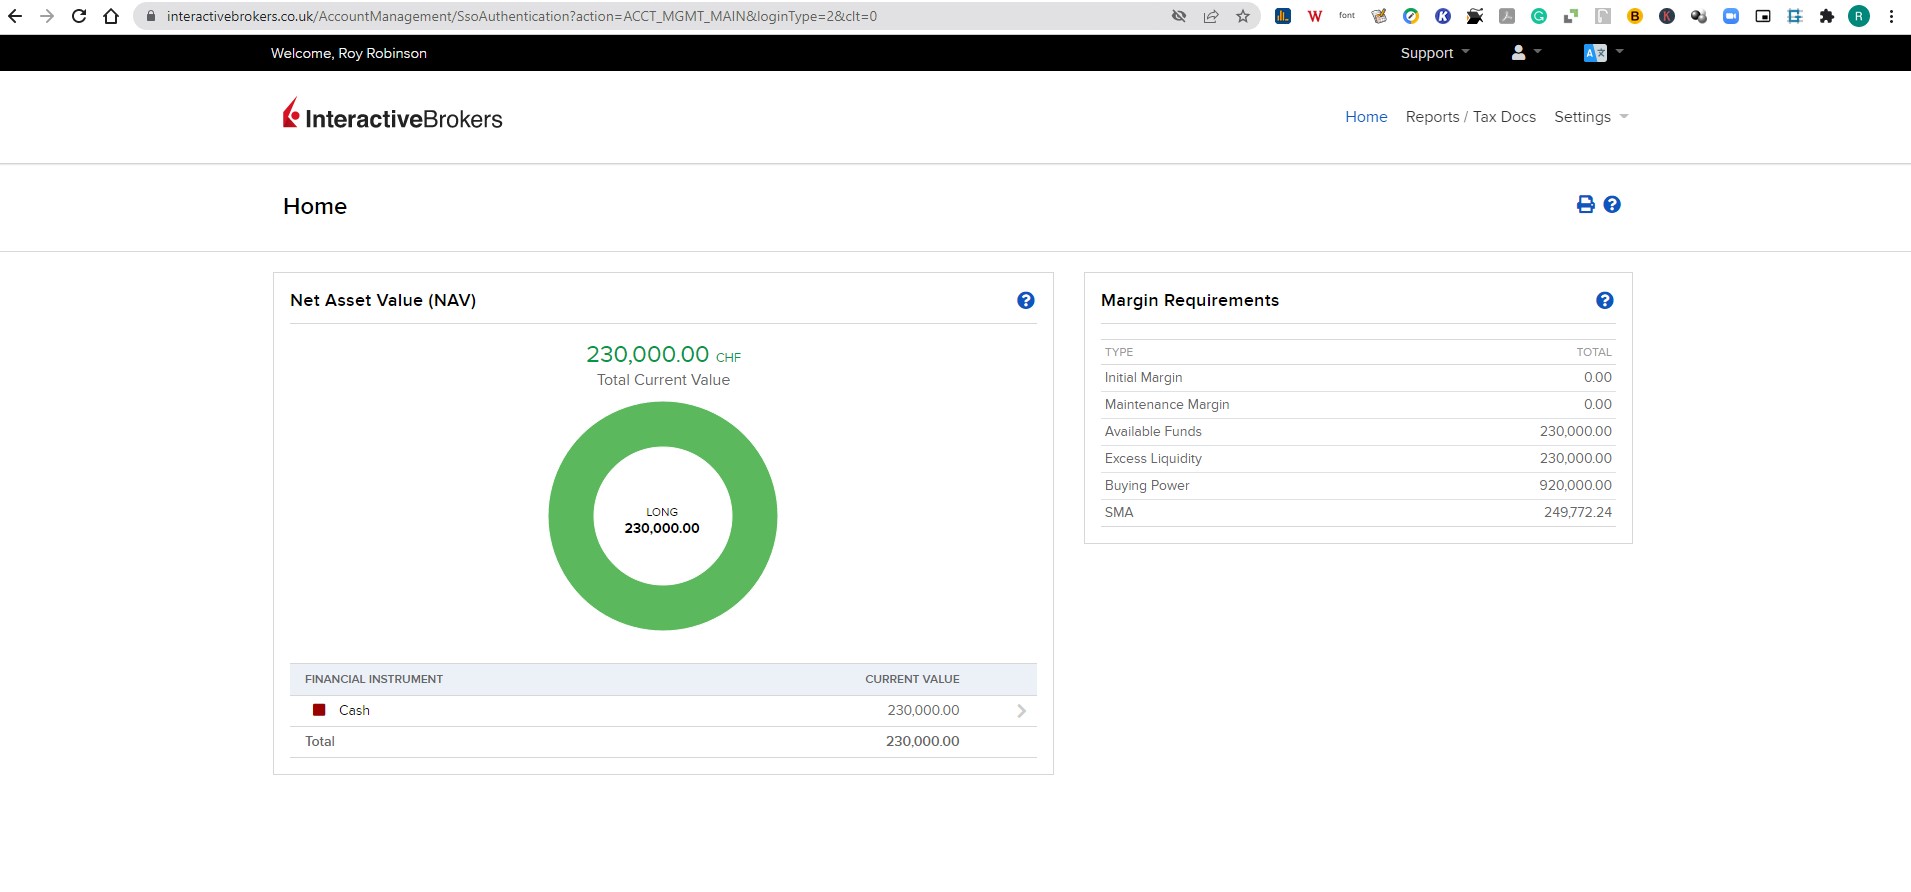 interactivebrokers.co.uk/AccountManagement/SsoAuthentication?action=ACCT_MGMT_MAIN&loginType=2&clt=0
W font G K B K R
Welcome, Roy Robinson
Support
InteractiveBrokers
Home Reports / Tax Docs Settings
Home
Net Asset Value (NAV)
230,000.00 CHF
Total Current Value
LONG
230,000.00
FINANCIAL INSTRUMENT CURRENT VALUE
Cash 230,000.00
Total 230,000.00
Margin Requirements
TYPE TOTAL
Initial Margin 0.00
Maintenance Margin 0.00
Available Funds 230,000.00
Excess Liquidity 230,000.00
Buying Power 920,000.00
SMA 249,772.24